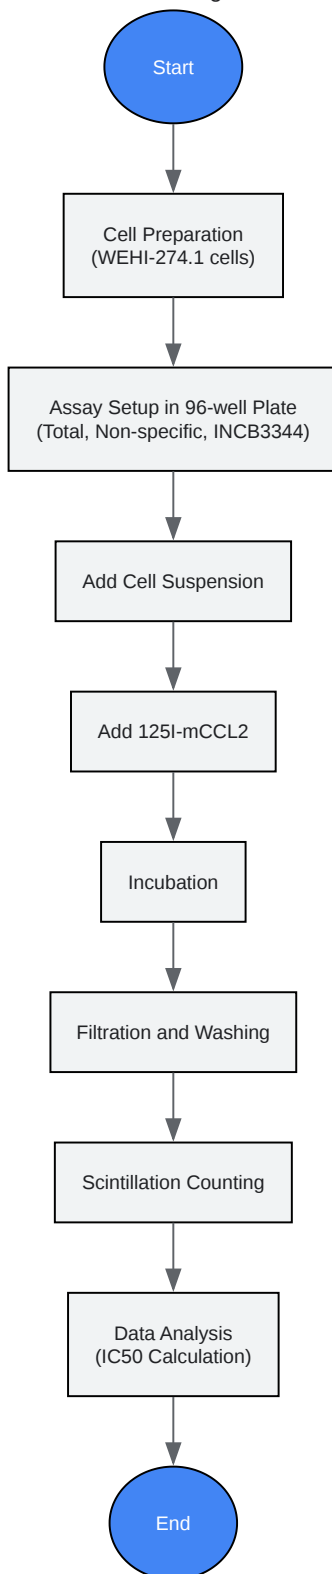 Start
Cell Preparation
(WEHI-274.1 cells)
Assay Setup in 96-well Plate
(Total, Non-specific, INCB3344)
Add Cell Suspension
Add 125I-mCCL2
Incubation
Filtration and Washing
Scintillation Counting
Data Analysis
(IC50 Calculation)
End